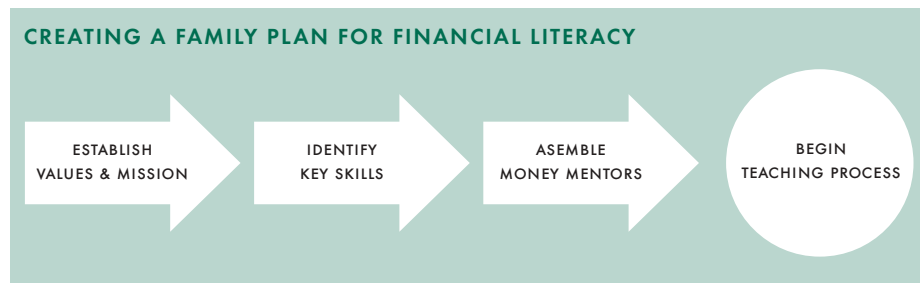 CREATING A FAMILY PLAN FOR FINANCIAL LITERACY
ESTABLISH
VALUES & MISSION
IDENTIFY
KEY SKILLS
ASEMBLE
MONEY MENTORS
BEGIN
TEACHING PROCESS